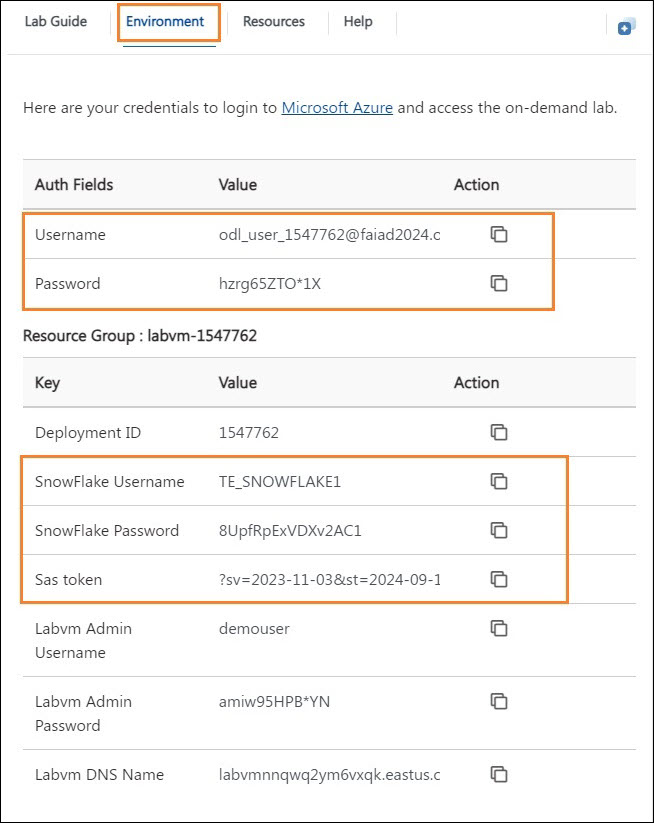 Lab Guide Environment Resources Help
Here are your credentials to login to Microsoft Azure and access the on-demand lab.
Auth Fields Value Action
Username odl_user_1547762@faiad2024.c
Password hzrg65ZTO*1X
Resource Group : labvm-1547762
Key Value Action
Deployment ID 1547762
SnowFlake Username TE_SNOWFLAKE1
SnowFlake Password 8UpfRpExVDXv2AC1
Sas token ?sv=2023-11-03&st=2024-09-1
Labvm Admin
Username demouser
Labvm Admin
Password amiw95HPB*YN
Labvm DNS Name labvmnnqwq2ym6vxqk.eastus.c